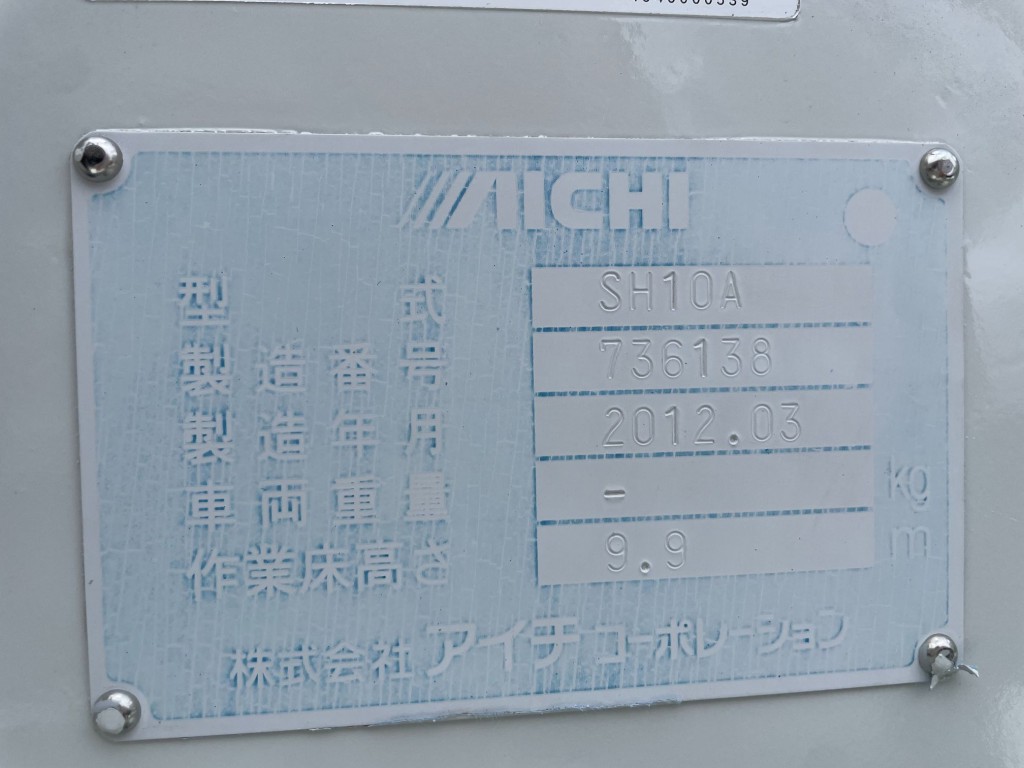 AICHI
型式 SH10A
製造番号 736138
製造年月 2012.03
車両重量 - kg
作業床高さ 9.9 m
株式会社アイチコーポレーション